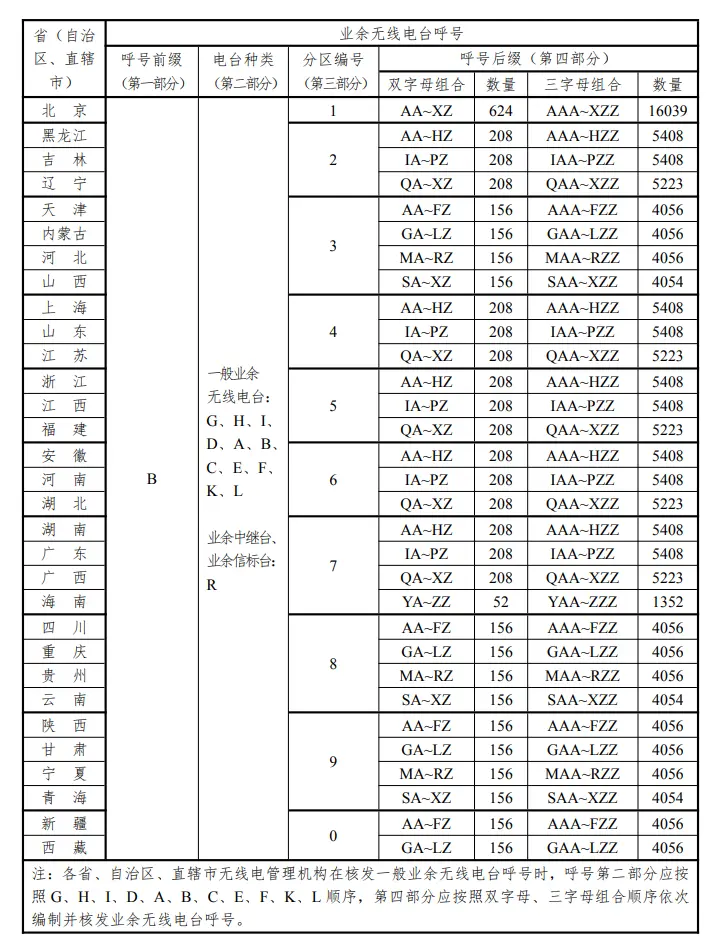 省（自治区、直辖市） 业余无线电台呼号
呼号前缀（第一部分） 电台种类（第二部分） 分区编号（第三部分） 呼号后缀（第四部分）
双字母组合 数量 三字母组合 数量
B
一般业余
无线电台：
G、H、I、
D、A、B、
C、E、F、
K、L
业余中继台、
业余信标台：
R
北 京 1 AA~XZ 624 AAA~XZZ 16039
黑龙江 2 AA~HZ 208 AAA~HZZ 5408
吉 林 IA~PZ 208 IAA~PZZ 5408
辽 宁 QA~XZ 208 QAA~XZZ 5223
天 津 3 AA~FZ 156 AAA~FZZ 4056
内蒙古 GA~LZ 156 GAA~LZZ 4056
河 北 MA~RZ 156 MAA~RZZ 4056
山 西 SA~XZ 156 SAA~XZZ 4054
上 海 4 AA~HZ 208 AAA~HZZ 5408
山 东 IA~PZ 208 IAA~PZZ 5408
江 苏 QA~XZ 208 QAA~XZZ 5223
浙 江 5 AA~HZ 208 AAA~HZZ 5408
江 西 IA~PZ 208 IAA~PZZ 5408
福 建 QA~XZ 208 QAA~XZZ 5223
安 徽 6 AA~HZ 208 AAA~HZZ 5408
河 南 IA~PZ 208 IAA~PZZ 5408
湖 北 QA~XZ 208 QAA~XZZ 5223
湖 南 7 AA~HZ 208 AAA~HZZ 5408
广 东 IA~PZ 208 IAA~PZZ 5408
广 西 QA~XZ 208 QAA~XZZ 5223
海 南 YA~ZZ 52 YAA~ZZZ 1352
四 川 8 AA~FZ 156 AAA~FZZ 4056
重 庆 GA~LZ 156 GAA~LZZ 4056
贵 州 MA~RZ 156 MAA~RZZ 4056
云 南 SA~XZ 156 SAA~XZZ 4054
陕 西 9 AA~FZ 156 AAA~FZZ 4056
甘 肃 GA~LZ 156 GAA~LZZ 4056
宁 夏 MA~RZ 156 MAA~RZZ 4056
青 海 SA~XZ 156 SAA~XZZ 4054
新 疆 0 AA~FZ 156 AAA~FZZ 4056
西 藏 GA~LZ 156 GAA~LZZ 4056
注：各省、自治区、直辖市无线电管理机构在核发一般业余无线电台呼号时，呼号第二部分应按
照 G、H、I、D、A、B、C、E、F、K、L 顺序，第四部分应按照双字母、三字母组合顺序依次
编制并核发业余无线电台呼号。